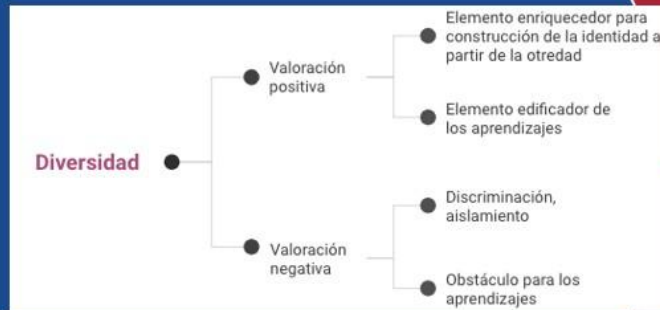 Diversidad
Valoración
positiva
Elemento enriquecedor para
construcción de la identidad a
partir de la otredad
Elemento edificador de
los aprendizajes
Valoración
negativa
Discriminación,
aislamiento
Obstáculo para los
aprendizajes